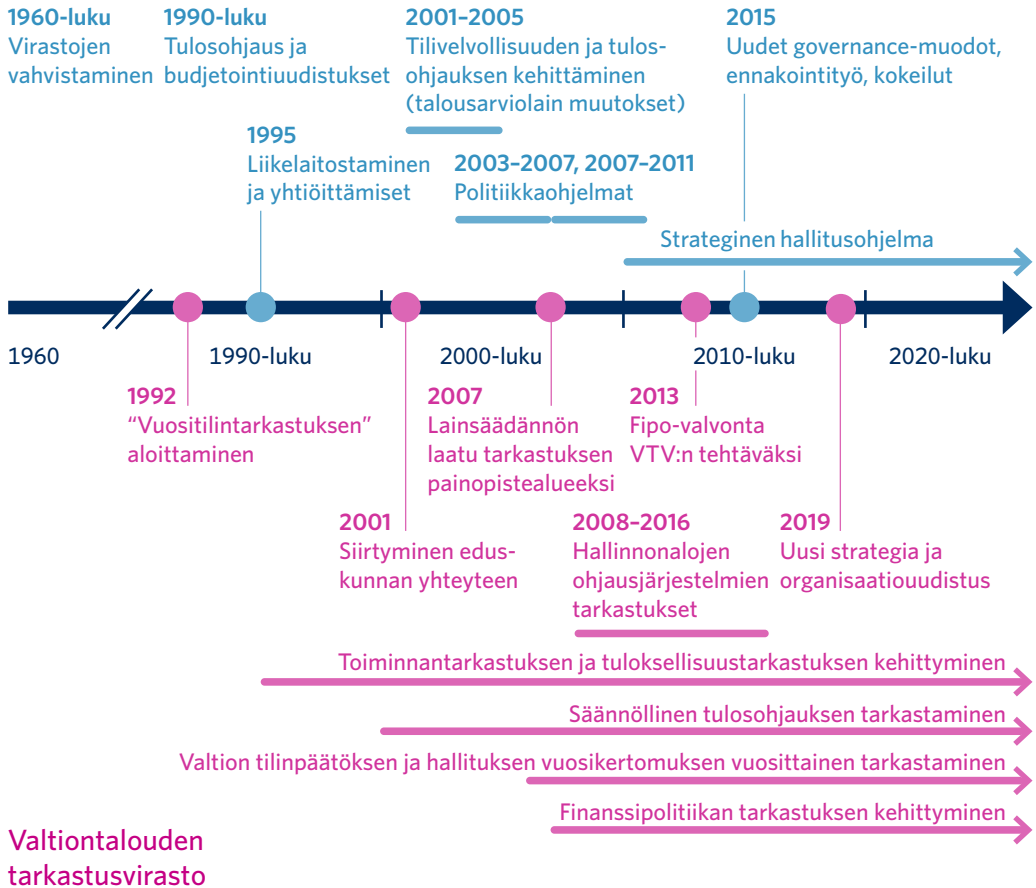 1960-luku
Virastojen
vahvistaminen
1990-luku
Tulosohjaus ja
budjetointiuudistukset
2001–2005
Tilivelvollisuuden ja tulos-
ohjauksen kehittäminen
(talousarviolain muutokset)
2015
Uudet governance-muodot,
ennakointityö, kokeilut
1995
Liikelaitostaminen
ja yhtiöittämiset
2003–2007, 2007–2011
Politiikkaohjelmat
Strateginen hallitusohjelma
1960
1990-luku
2000-luku
2010-luku
2020-luku
1992
“Vuositilintarkastuksen”
aloittaminen
2007
Lainsäädännön
laatu tarkastuksen
painopistealueeksi
2013
Fipo-valvonta
VTV:n tehtäväksi
2001
Siirtyminen edus-
kunnan yhteyteen
2008–2016
Hallinnonalojen
ohjausjärjestelmien
tarkastukset
2019
Uusi strategia ja
organisaatiouudistus
Toiminnantarkastuksen ja tuloksellisuustarkastuksen kehittyminen
Säännöllinen tulosohjauksen tarkastaminen
Valtion tilinpäätöksen ja hallituksen vuosikertomuksen vuosittainen tarkastaminen
Finanssipolitiikan tarkastuksen kehittyminen
Valtiontalouden
tarkastusvirasto